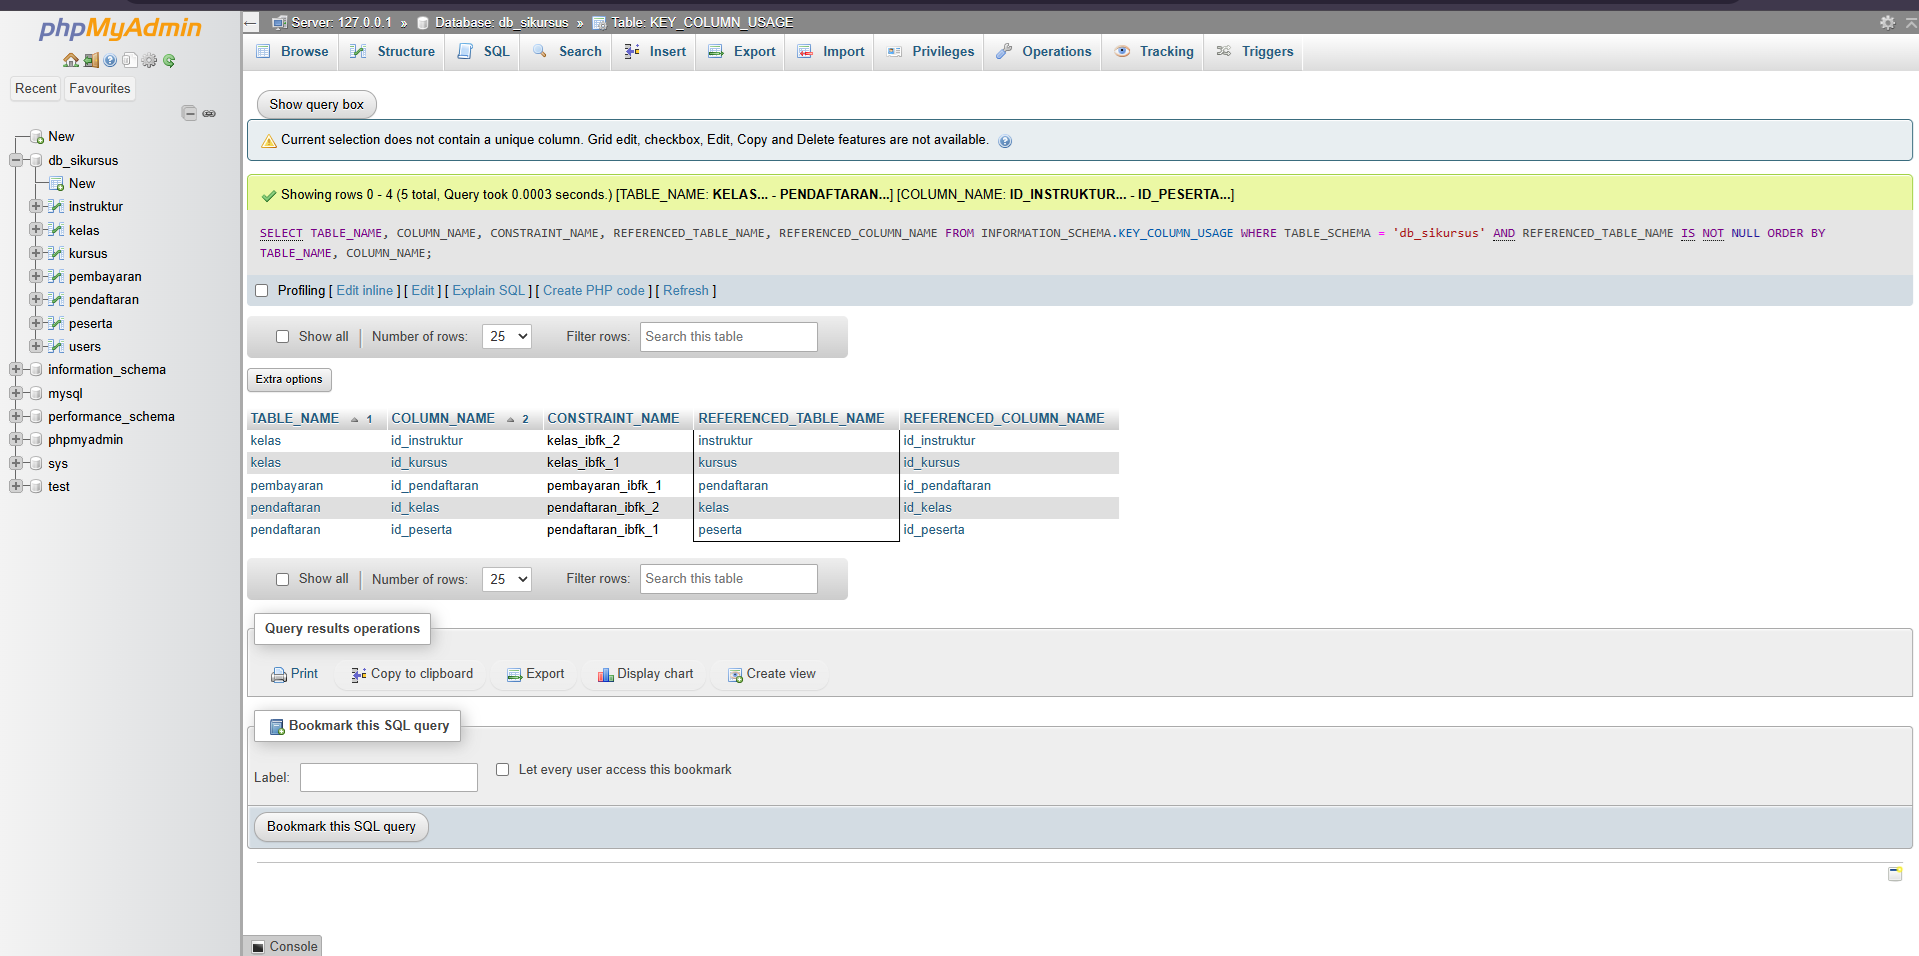 phpMyAdmin
Recent Favourites
New
db_sikursus
New
instruktur
kelas
kursus
pembayaran
pendaftaran
peserta
users
information_schema
mysql
performance_schema
phpmyadmin
sys
test
← Server: 127.0.0.1 » Database: db_sikursus » Table: KEY_COLUMN_USAGE
Browse Structure SQL Search Insert Export Import Privileges Operations Tracking Triggers
Show query box
Current selection does not contain a unique column. Grid edit, checkbox, Edit, Copy and Delete features are not available.
Showing rows 0 - 4 (5 total, Query took 0.0003 seconds.) [TABLE_NAME: KELAS... - PENDAFTARAN...] [COLUMN_NAME: ID_INSTRUKTUR... - ID_PESERTA...]
SELECT TABLE_NAME, COLUMN_NAME, CONSTRAINT_NAME, REFERENCED_TABLE_NAME, REFERENCED_COLUMN_NAME FROM INFORMATION_SCHEMA.KEY_COLUMN_USAGE WHERE TABLE_SCHEMA = 'db_sikursus' AND REFERENCED_TABLE_NAME IS NOT NULL ORDER BY
TABLE_NAME, COLUMN_NAME;
Profiling [ Edit inline ] [ Edit ] [ Explain SQL ] [ Create PHP code ] [ Refresh ]
Show all Number of rows: 25 Filter rows: Search this table
Extra options
TABLE_NAME 1 COLUMN_NAME 2 CONSTRAINT_NAME REFERENCED_TABLE_NAME REFERENCED_COLUMN_NAME
kelas id_instruktur kelas_ibfk_2 instruktur id_instruktur
kelas id_kursus kelas_ibfk_1 kursus id_kursus
pembayaran id_pendaftaran pembayaran_ibfk_1 pendaftaran id_pendaftaran
pendaftaran id_kelas pendaftaran_ibfk_2 kelas id_kelas
pendaftaran id_peserta pendaftaran_ibfk_1 peserta id_peserta
Show all Number of rows: 25 Filter rows: Search this table
Query results operations
Print Copy to clipboard Export Display chart Create view
Bookmark this SQL query
Label: Let every user access this bookmark
Bookmark this SQL query
Console